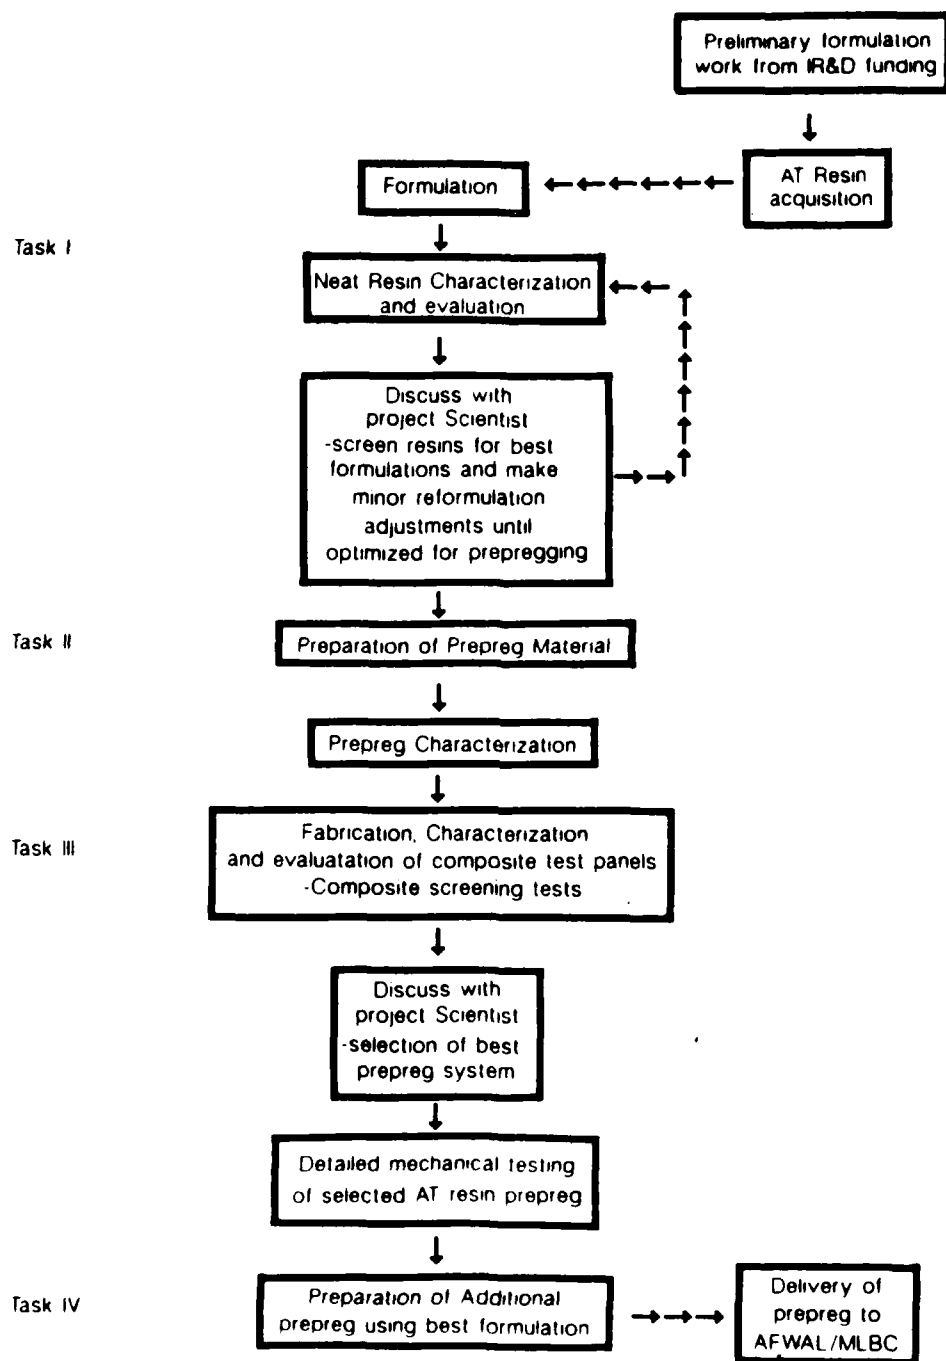 Preliminary formulation
work from IR&D funding
AT Resin
acquisition
Formulation
Task I
Neat Resin Characterization
and evaluation
Discuss with
project Scientist
-screen resins for best
formulations and make
minor reformulation
adjustments until
optimized for prepregging
Task II
Preparation of Prepreg Material
Prepreg Characterization
Task III
Fabrication, Characterization
and evaluatation of composite test panels
-Composite screening tests
Discuss with
project Scientist
-selection of best
prepreg system
Detailed mechanical testing
of selected AT resin prepreg
Task IV
Preparation of Additional
prepreg using best formulation
Delivery of
prepreg to
AFWAL/MLBC